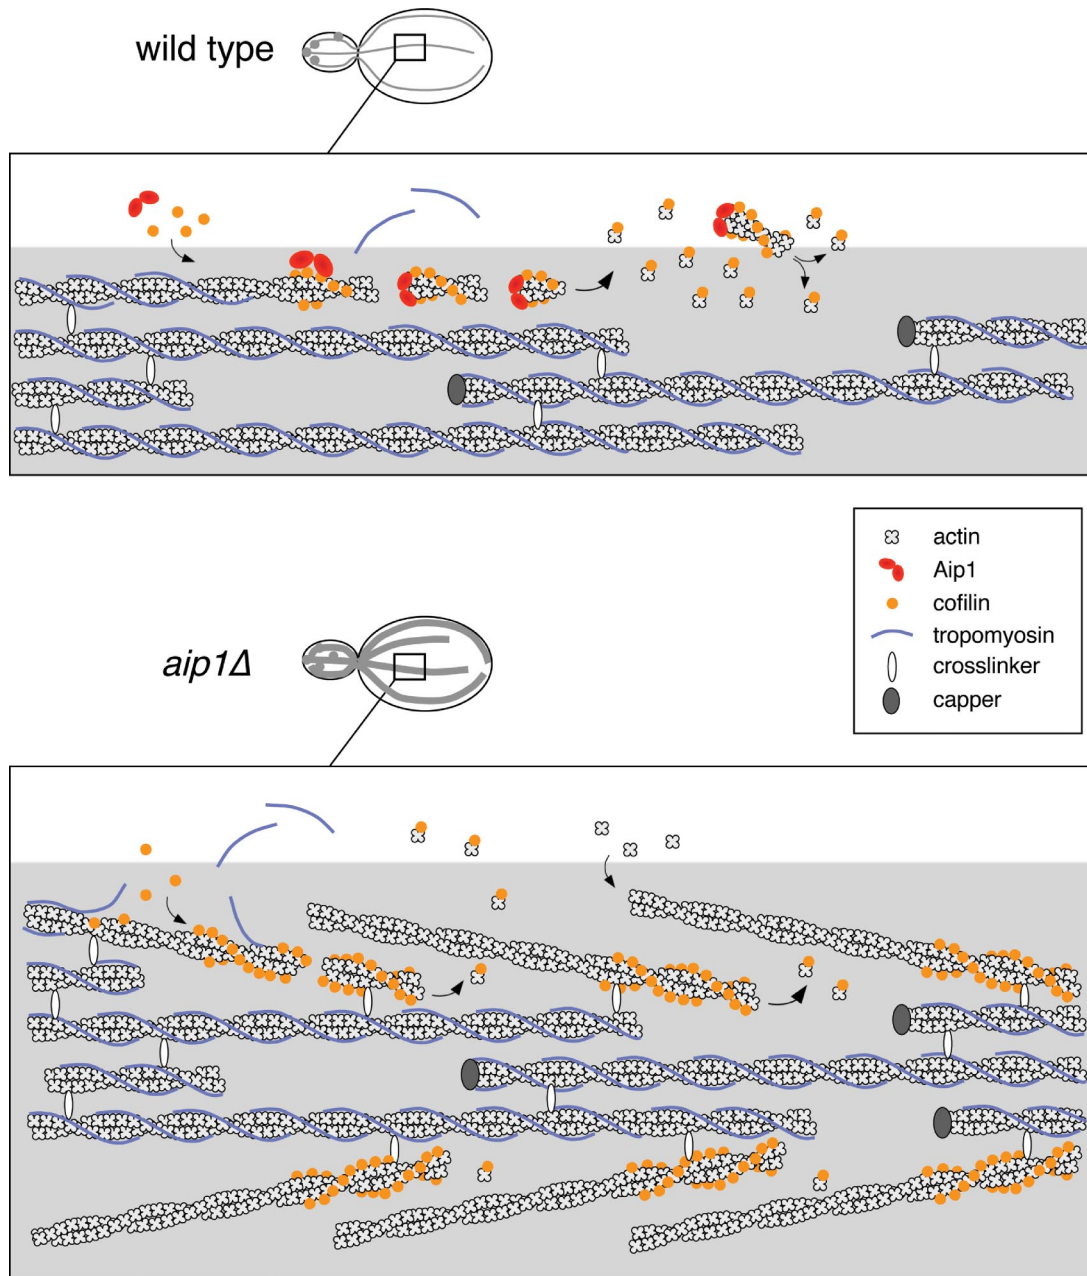 wild type
actin
Aip1
cofilin
tropomyosin
crosslinker
capper
aip1Δ